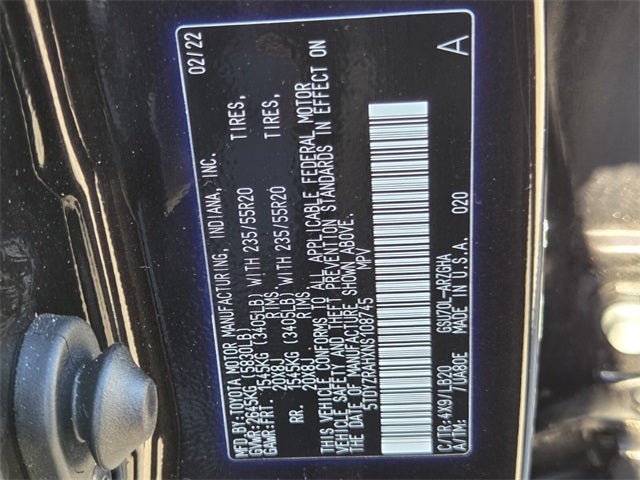 MFD. BY:TOYOTA MOTOR MANUFACTURING, INDIANA, INC. 02/22
GVWR:2645KG (5830LB)
GAWR:FRT. 1545KG (3405LB) WITH 235/55R20 TIRES,
20X8J RIMS
RR. 1545KG (3405LB) WITH 235/55R20 TIRES,
20X8J RIMS
THIS VEHICLE CONFORMS TO ALL APPLICABLE FEDERAL MOTOR
VEHICLE SAFETY AND THEFT PREVENTION STANDARDS IN EFFECT ON
THE DATE OF MANUFACTURE SHOWN ABOVE.
5TDYZRAHXNS108745 MPV
C/TR:4X9/LB20 GSU70L-ARZGHA
A/TM: /UA80E MADE IN U.S.A. 020
A